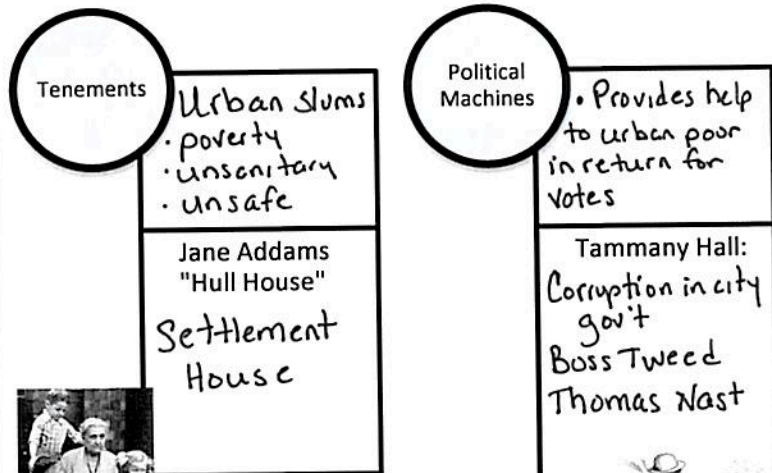 Tenements
Urban slums
· poverty
· unsanitary
· unsafe
Jane Addams
"Hull House"
Settlement
House
Political
Machines
• Provides help
to urban poor
in return for
votes
Tammany Hall:
Corruption in city
gov't
Boss Tweed
Thomas Nast